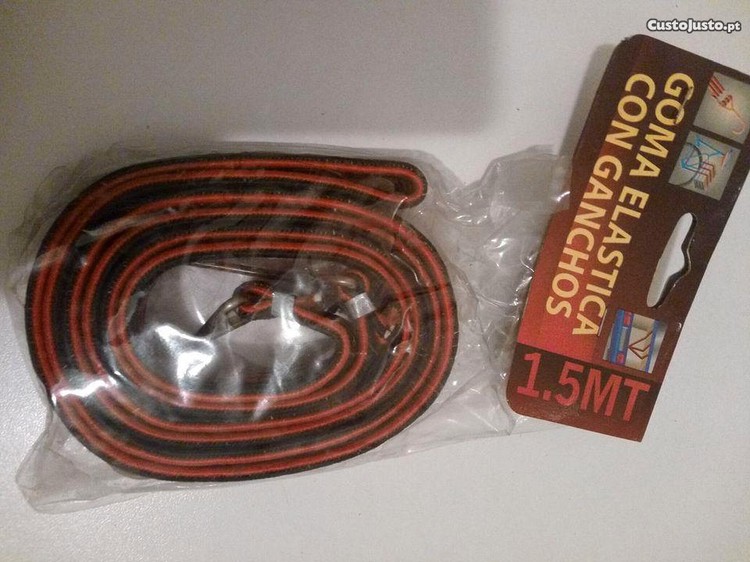 CustoJusto.pt
GOMA ELASTICA
CON GANCHOS
1.5MT